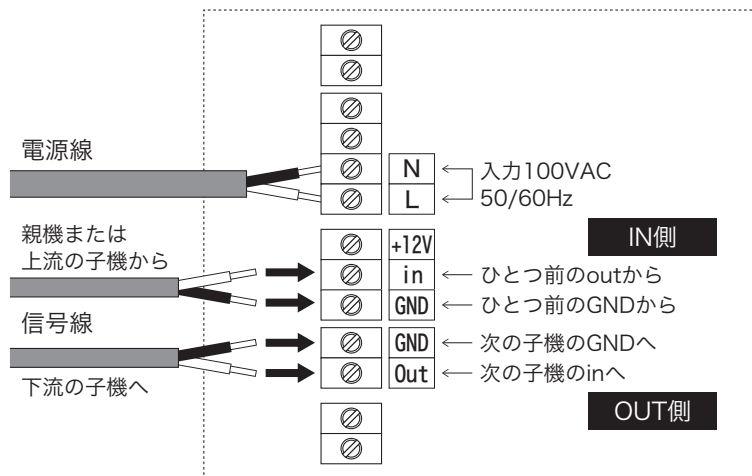 電源線
N
入力100VAC
L
50/60Hz
IN側
親機または
上流の子機から
+12V
in
ひとつ前のoutから
GND
ひとつ前のGNDから
信号線
GND
次の子機のGNDへ
下流の子機へ
Out
次の子機のinへ
OUT側